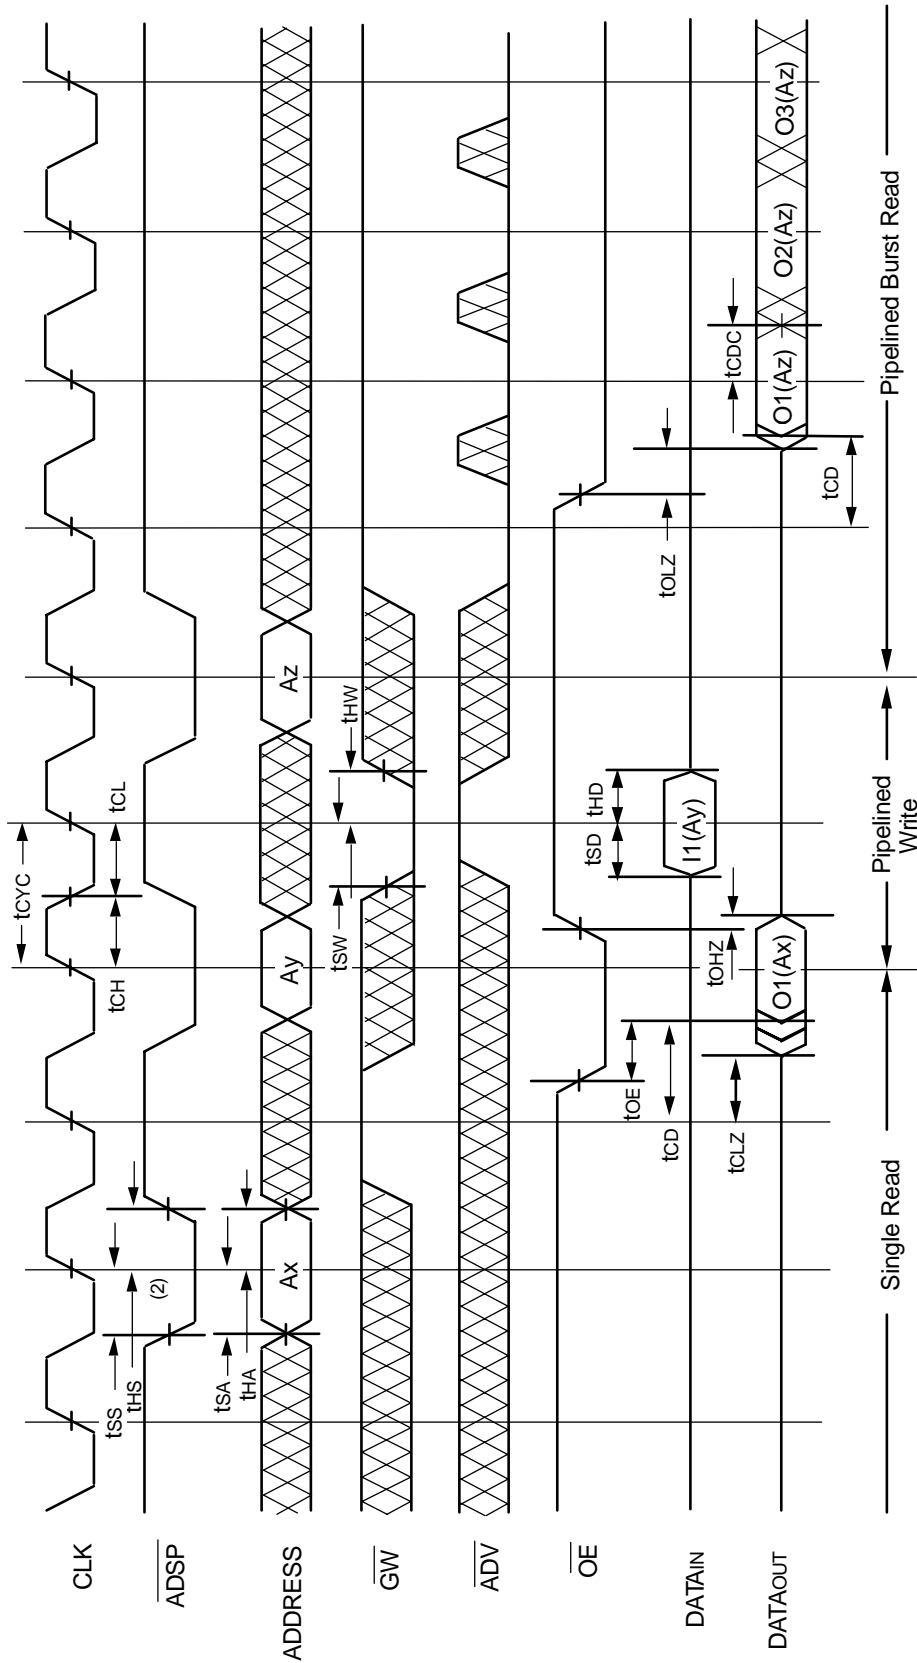 CLK
tCYC
tCH
tCL
ADSP
tSS
tHS
(2)
ADDRESS
tSA
tHA
Ax
Ay
Az
GW
tSW
tHW
ADV
OE
tOE
tOHZ
tOLZ
DATAIN
tCD
tSD
tHD
I1(Ay)
DATAOUT
tCLZ
O1(Ax)
tCD
tCDC
O1(Az)
O2(Az)
O3(Az)
Single Read
Pipelined
Write
Pipelined Burst Read